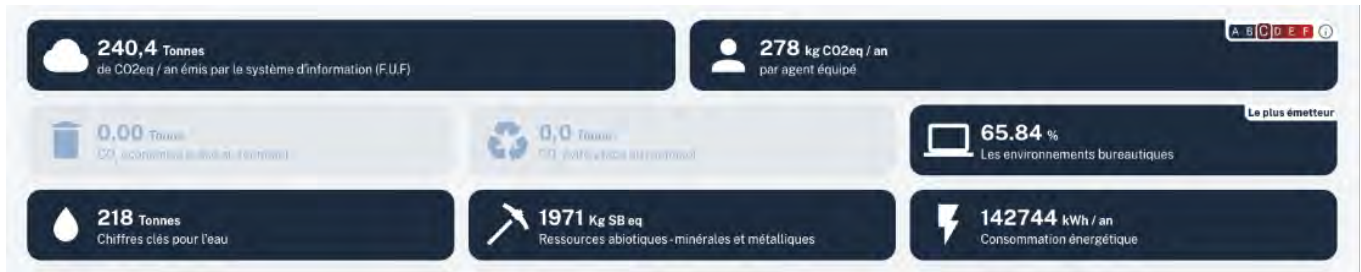 240,4 Tonnes
de CO2eq / an émis par le système d'information (F.U.F)
278 kg CO2eq / an
par agent équipé
A B C D E F
0,00 Tonne
0,0 Tonne
Le plus émetteur
65.84 %
Les environnements bureautiques
218 Tonnes
Chiffres clés pour l'eau
1971 Kg SB eq
Ressources abiotiques - minérales et métalliques
142744 kWh / an
Consommation énergétique